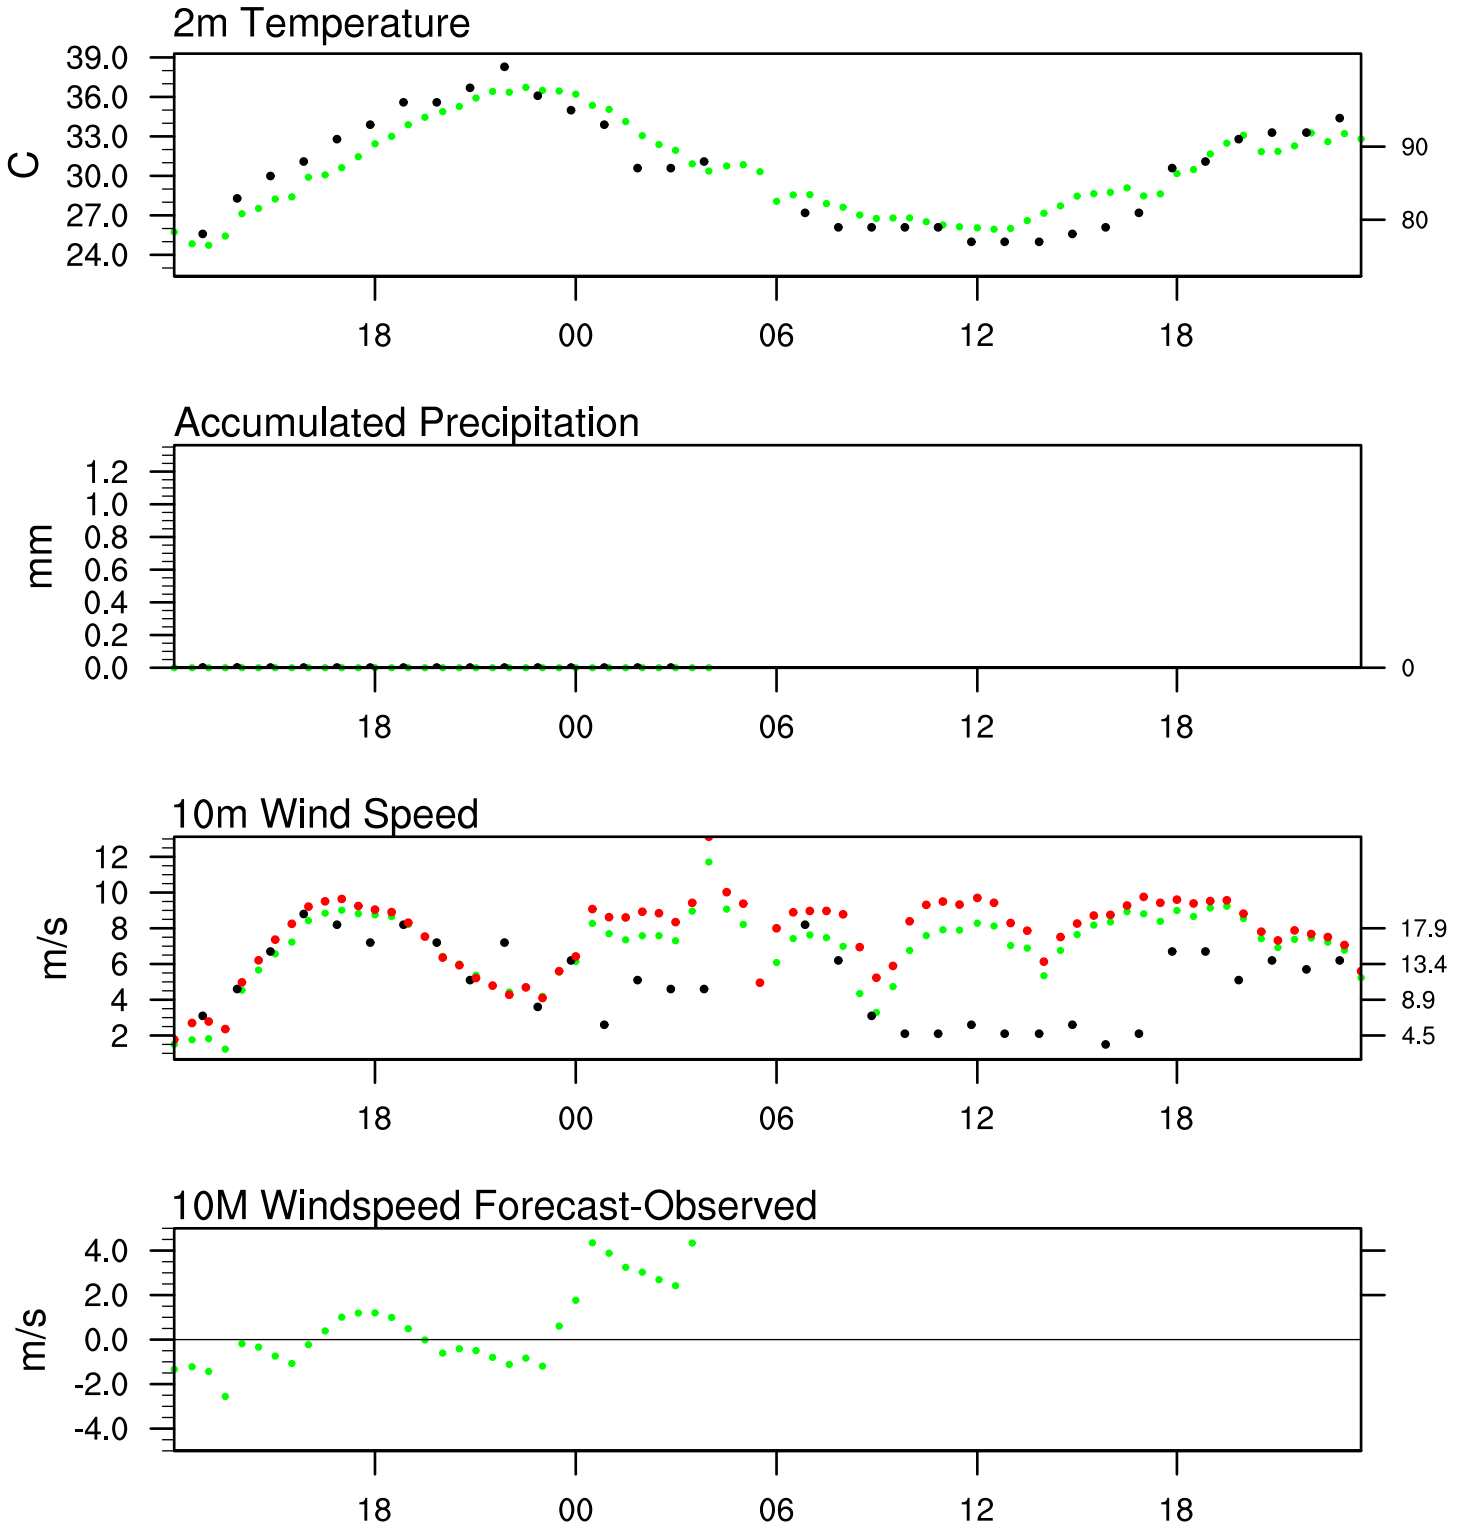 2m Temperature
39.0
36.0
33.0
30.0
27.0
24.0
C
90
80
18 00 06 12 18
Accumulated Precipitation
1.2
1.0
0.8
0.6
0.4
0.2
0.0
mm
0
18 00 06 12 18
10m Wind Speed
12
10
8
6
4
2
m/s
17.9
13.4
8.9
4.5
18 00 06 12 18
10M Windspeed Forecast-Observed
4.0
2.0
0.0
-2.0
-4.0
m/s
18 00 06 12 18